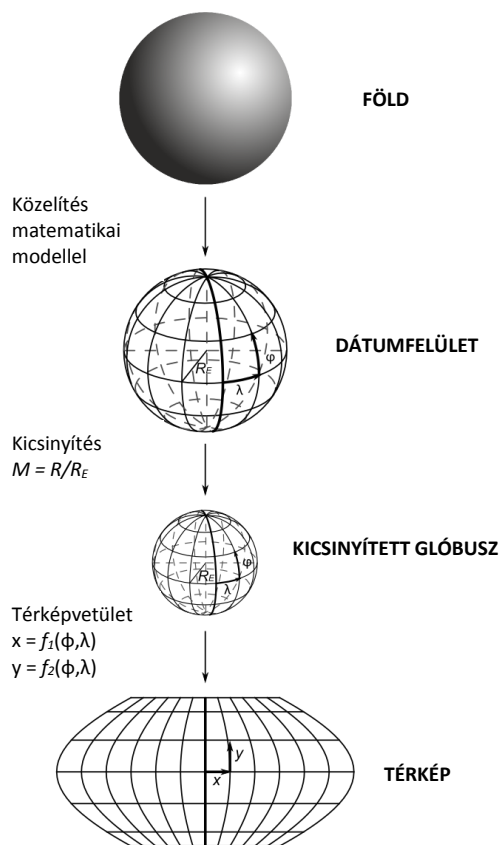 FÖLD
Közelítés
matematikai
modellel
DÁTUMFELÜLET
R_E
φ
λ
Kicsinyítés
M = R/R_E
KICSINYÍTETT GLÓBUSZ
R_E
φ
λ
Térképvetület
x = f₁(ϕ,λ)
y = f₂(ϕ,λ)
y
x
TÉRKÉP